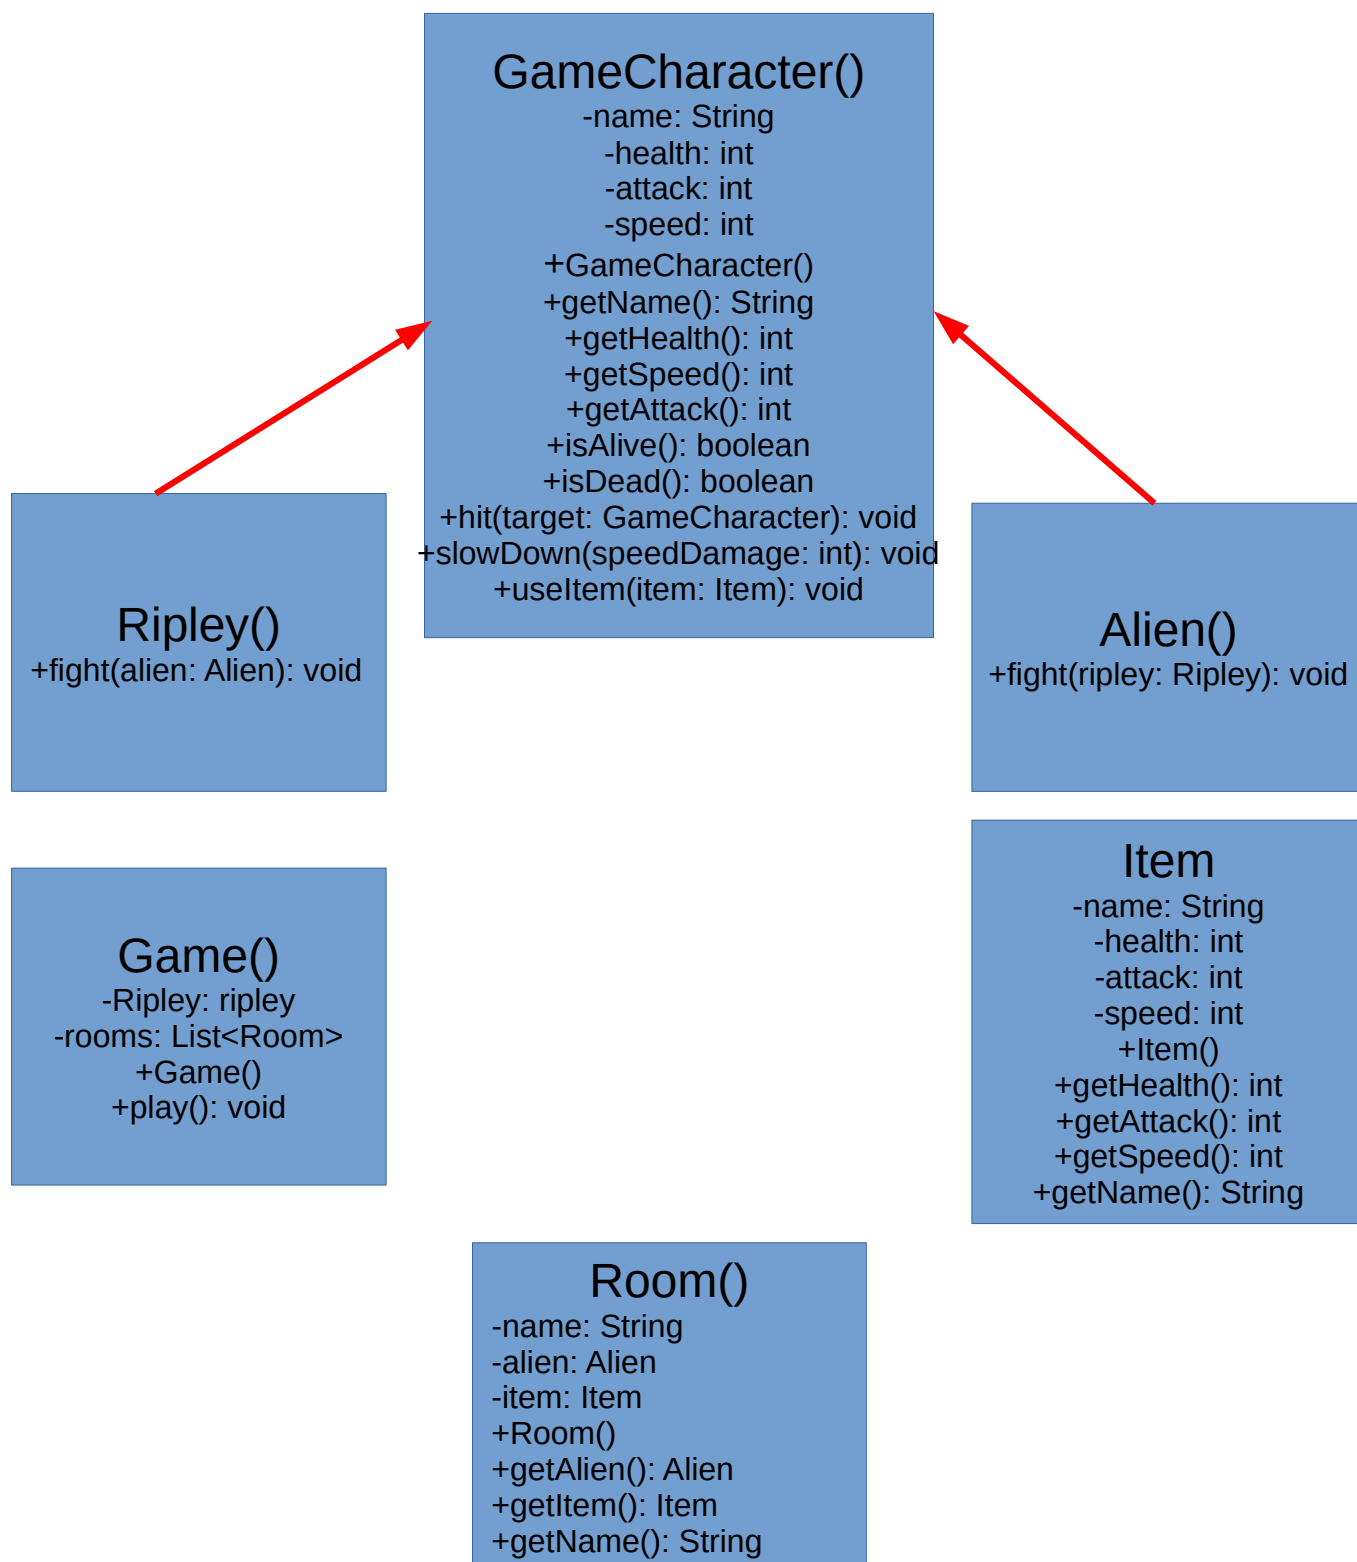 GameCharacter()
-name: String
-health: int
-attack: int
-speed: int
+GameCharacter()
+getName(): String
+getHealth(): int
+getSpeed(): int
+getAttack(): int
+isAlive(): boolean
+isDead(): boolean
+hit(target: GameCharacter): void
+slowDown(speedDamage: int): void
+useItem(item: Item): void
Ripley()
+fight(alien: Alien): void
Alien()
+fight(ripley: Ripley): void
Game()
-Ripley: ripley
-rooms: List<Room>
+Game()
+play(): void
Item
-name: String
-health: int
-attack: int
-speed: int
+Item()
+getHealth(): int
+getAttack(): int
+getSpeed(): int
+getName(): String
Room()
-name: String
-alien: Alien
-item: Item
+Room()
+getAlien(): Alien
+getItem(): Item
+getName(): String